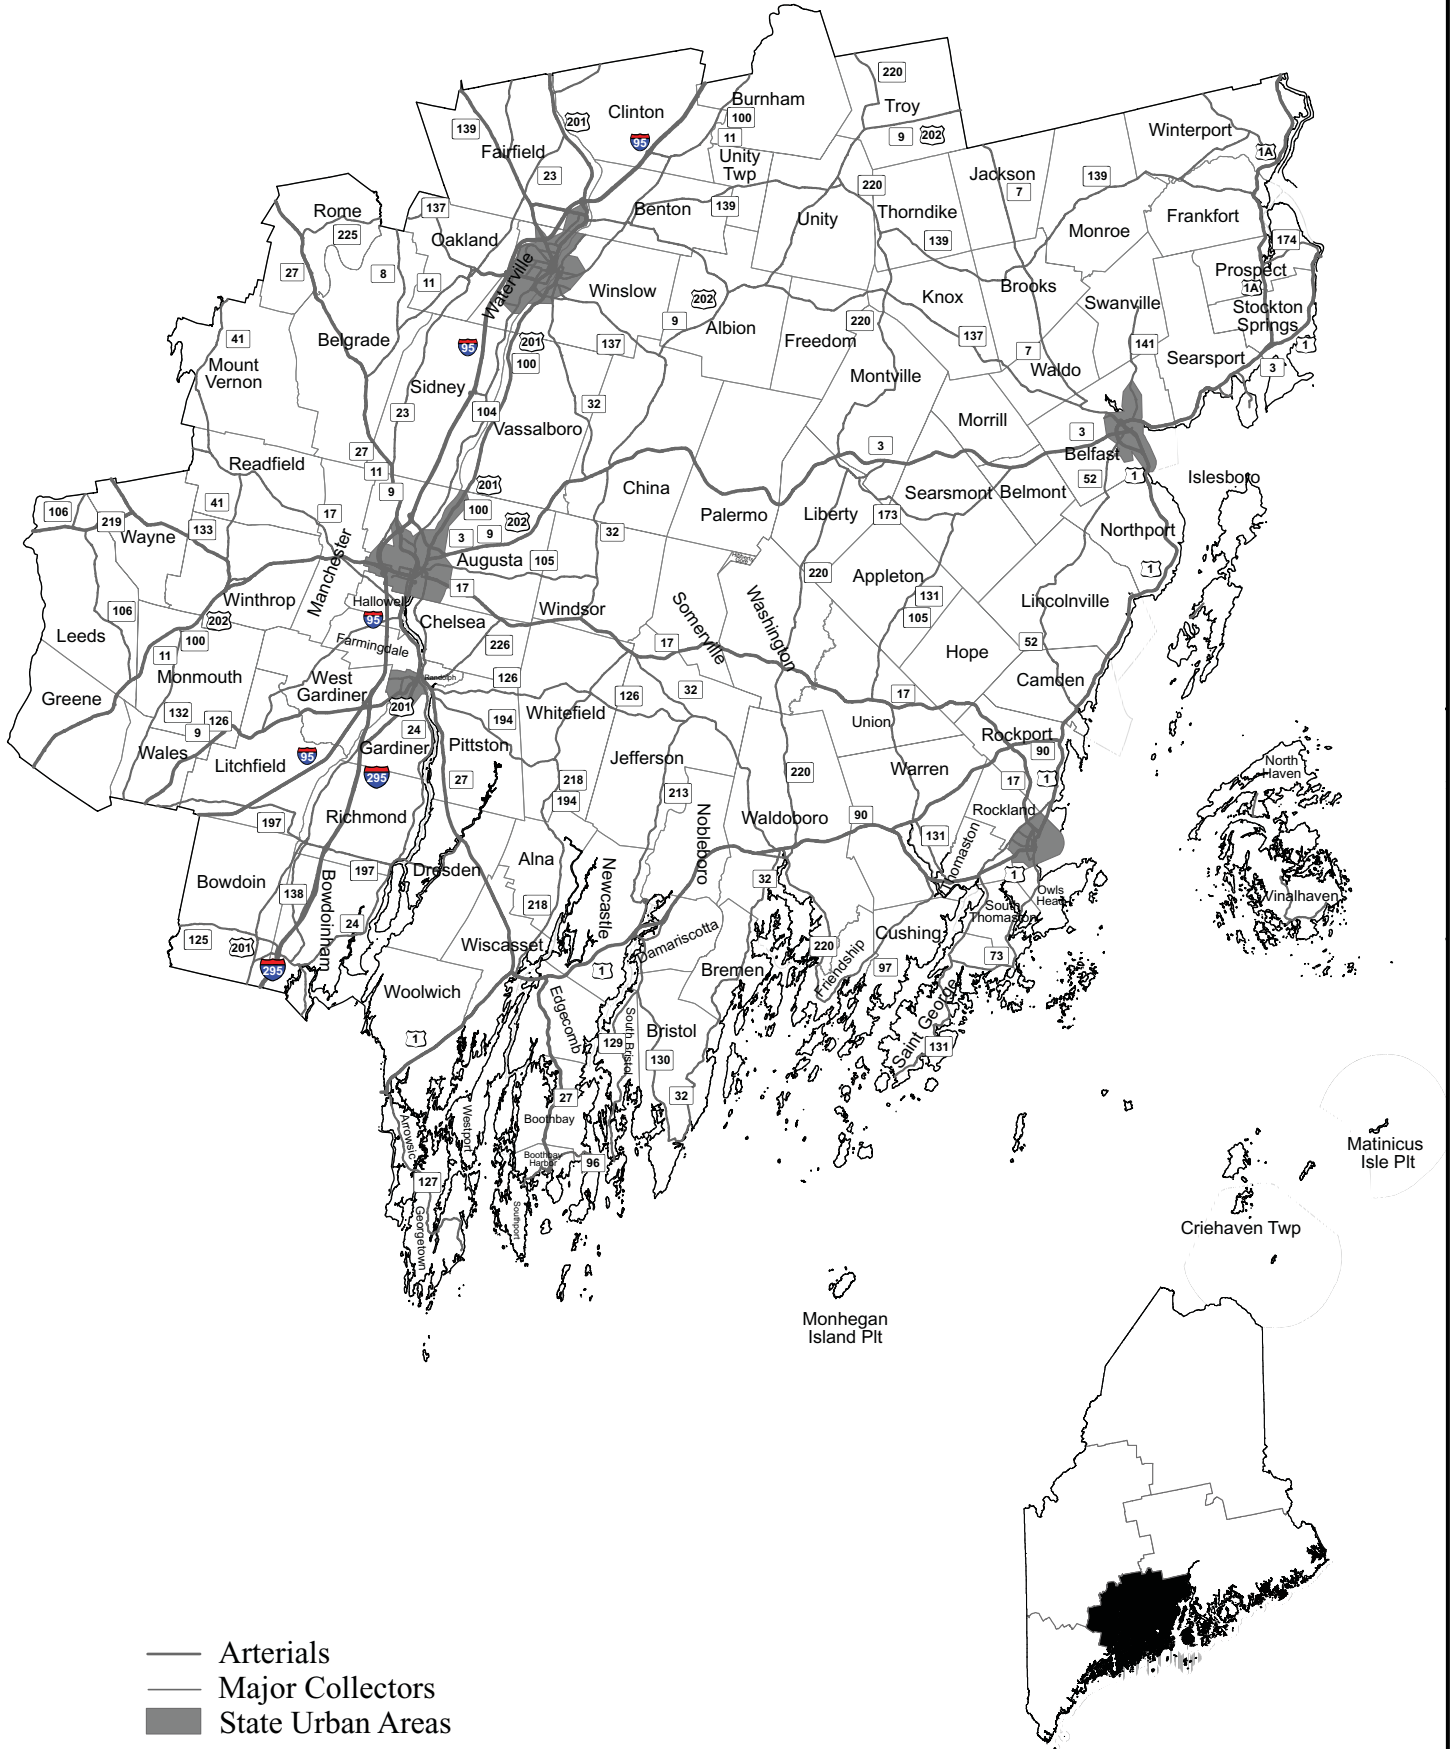 220
Burnham
Clinton
Troy
100
201
139
11
9
202
Winterport
95
Fairfield
1A
Unity
Twp
23
Jackson
139
220
7
Rome
137
Benton
139
Unity
Thorndike
Frankfort
225
Oakland
139
Monroe
174
27
8
11
Waterville
Prospect
1A
Winslow
202
Knox
Brooks
Swanville
Stockton
Springs
9
Albion
220
Freedom
137
41
Belgrade
95
201
137
141
1
Mount
Vernon
100
7
Waldo
Searsport
3
Sidney
Montville
23
104
32
Vassalboro
Morrill
3
3
27
Belfast
Readfield
11
52
1
Islesboro
9
201
China
Searsmont
Belmont
106
41
17
100
202
Palermo
Liberty
173
219
133
3
9
32
Northport
Wayne
Manchester
Augusta
105
1
220
Appleton
17
Winthrop
Hallowell
131
Lincolnville
106
202
95
Chelsea
Windsor
Somerville
Washington
105
Leeds
100
Farmingdale
226
17
52
11
Hope
Monmouth
West
Gardiner
Randolph
126
Camden
Greene
126
32
17
132
126
201
194
Whitefield
Union
9
24
Rockport
Wales
95
Gardiner
Pittston
Jefferson
90
Litchfield
295
27
218
220
Warren
17
1
North
Haven
194
213
Richmond
Nobleboro
Waldoboro
90
Rockland
197
131
Thomaston
Alna
Newcastle
Bowdoin
197
Dresden
32
1
Owls
Head
Vinalhaven
138
Bowdoinham
218
South
Thomaston
24
125
201
Wiscasset
Damariscotta
220
Friendship
Cushing
73
295
1
Bremen
97
Woolwich
Edgecomb
South Bristol
Bristol
Saint George
1
129
130
131
27
32
Arrowsic
Westport
Boothbay
Matinicus
Isle Plt
Boothbay
Harbor
96
127
Georgetown
Southport
Criehaven Twp
Monhegan
Island Plt
Arterials
Major Collectors
State Urban Areas